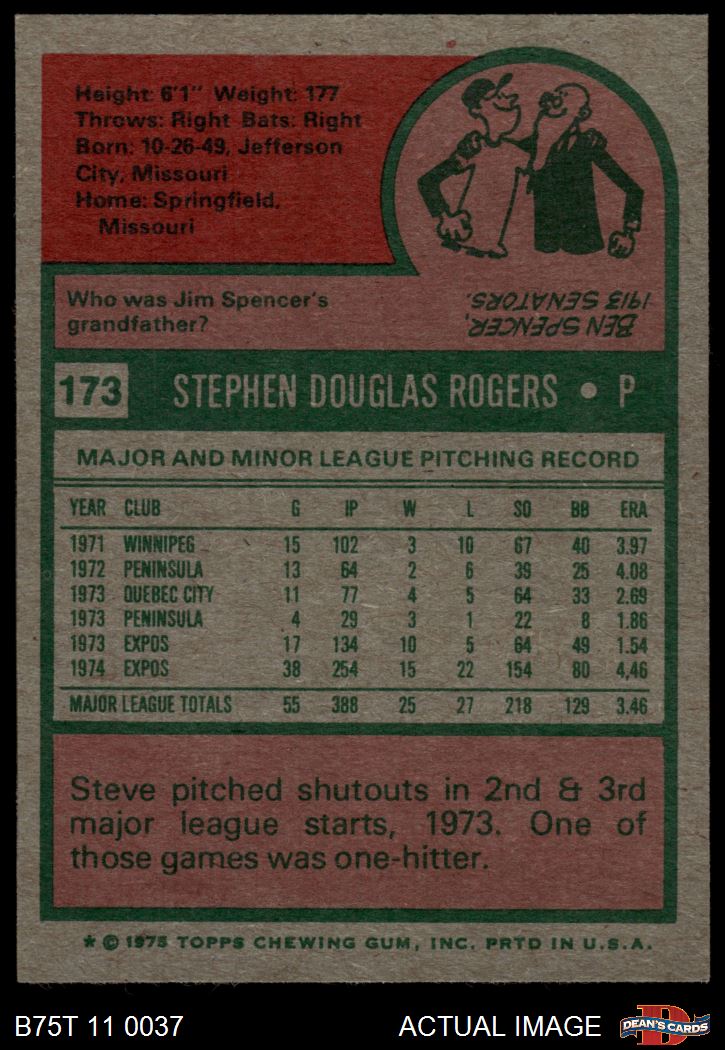 Height: 6'1" Weight: 177
Throws: Right Bats: Right
Born: 10-26-49, Jefferson
City, Missouri
Home: Springfield,
Missouri
Who was Jim Spencer's
grandfather?
BEN SPENCER,
1913 SENATORS.
173 STEPHEN DOUGLAS ROGERS • P
MAJOR AND MINOR LEAGUE PITCHING RECORD
YEAR CLUB G IP W L SO BB ERA
1971 WINNIPEG 15 102 3 10 67 40 3.97
1972 PENINSULA 13 64 2 6 39 25 4.08
1973 QUEBEC CITY 11 77 4 5 64 33 2.69
1973 PENINSULA 4 29 3 1 22 8 1.86
1973 EXPOS 17 134 10 5 64 49 1.54
1974 EXPOS 38 254 15 22 154 80 4,46
MAJOR LEAGUE TOTALS 55 388 25 27 218 129 3.46
Steve pitched shutouts in 2nd & 3rd
major league starts, 1973. One of
those games was one-hitter.
* © 1975 TOPPS CHEWING GUM, INC. PRTD IN U.S.A.
B75T 11 0037 ACTUAL IMAGE D DEAN'S CARDS